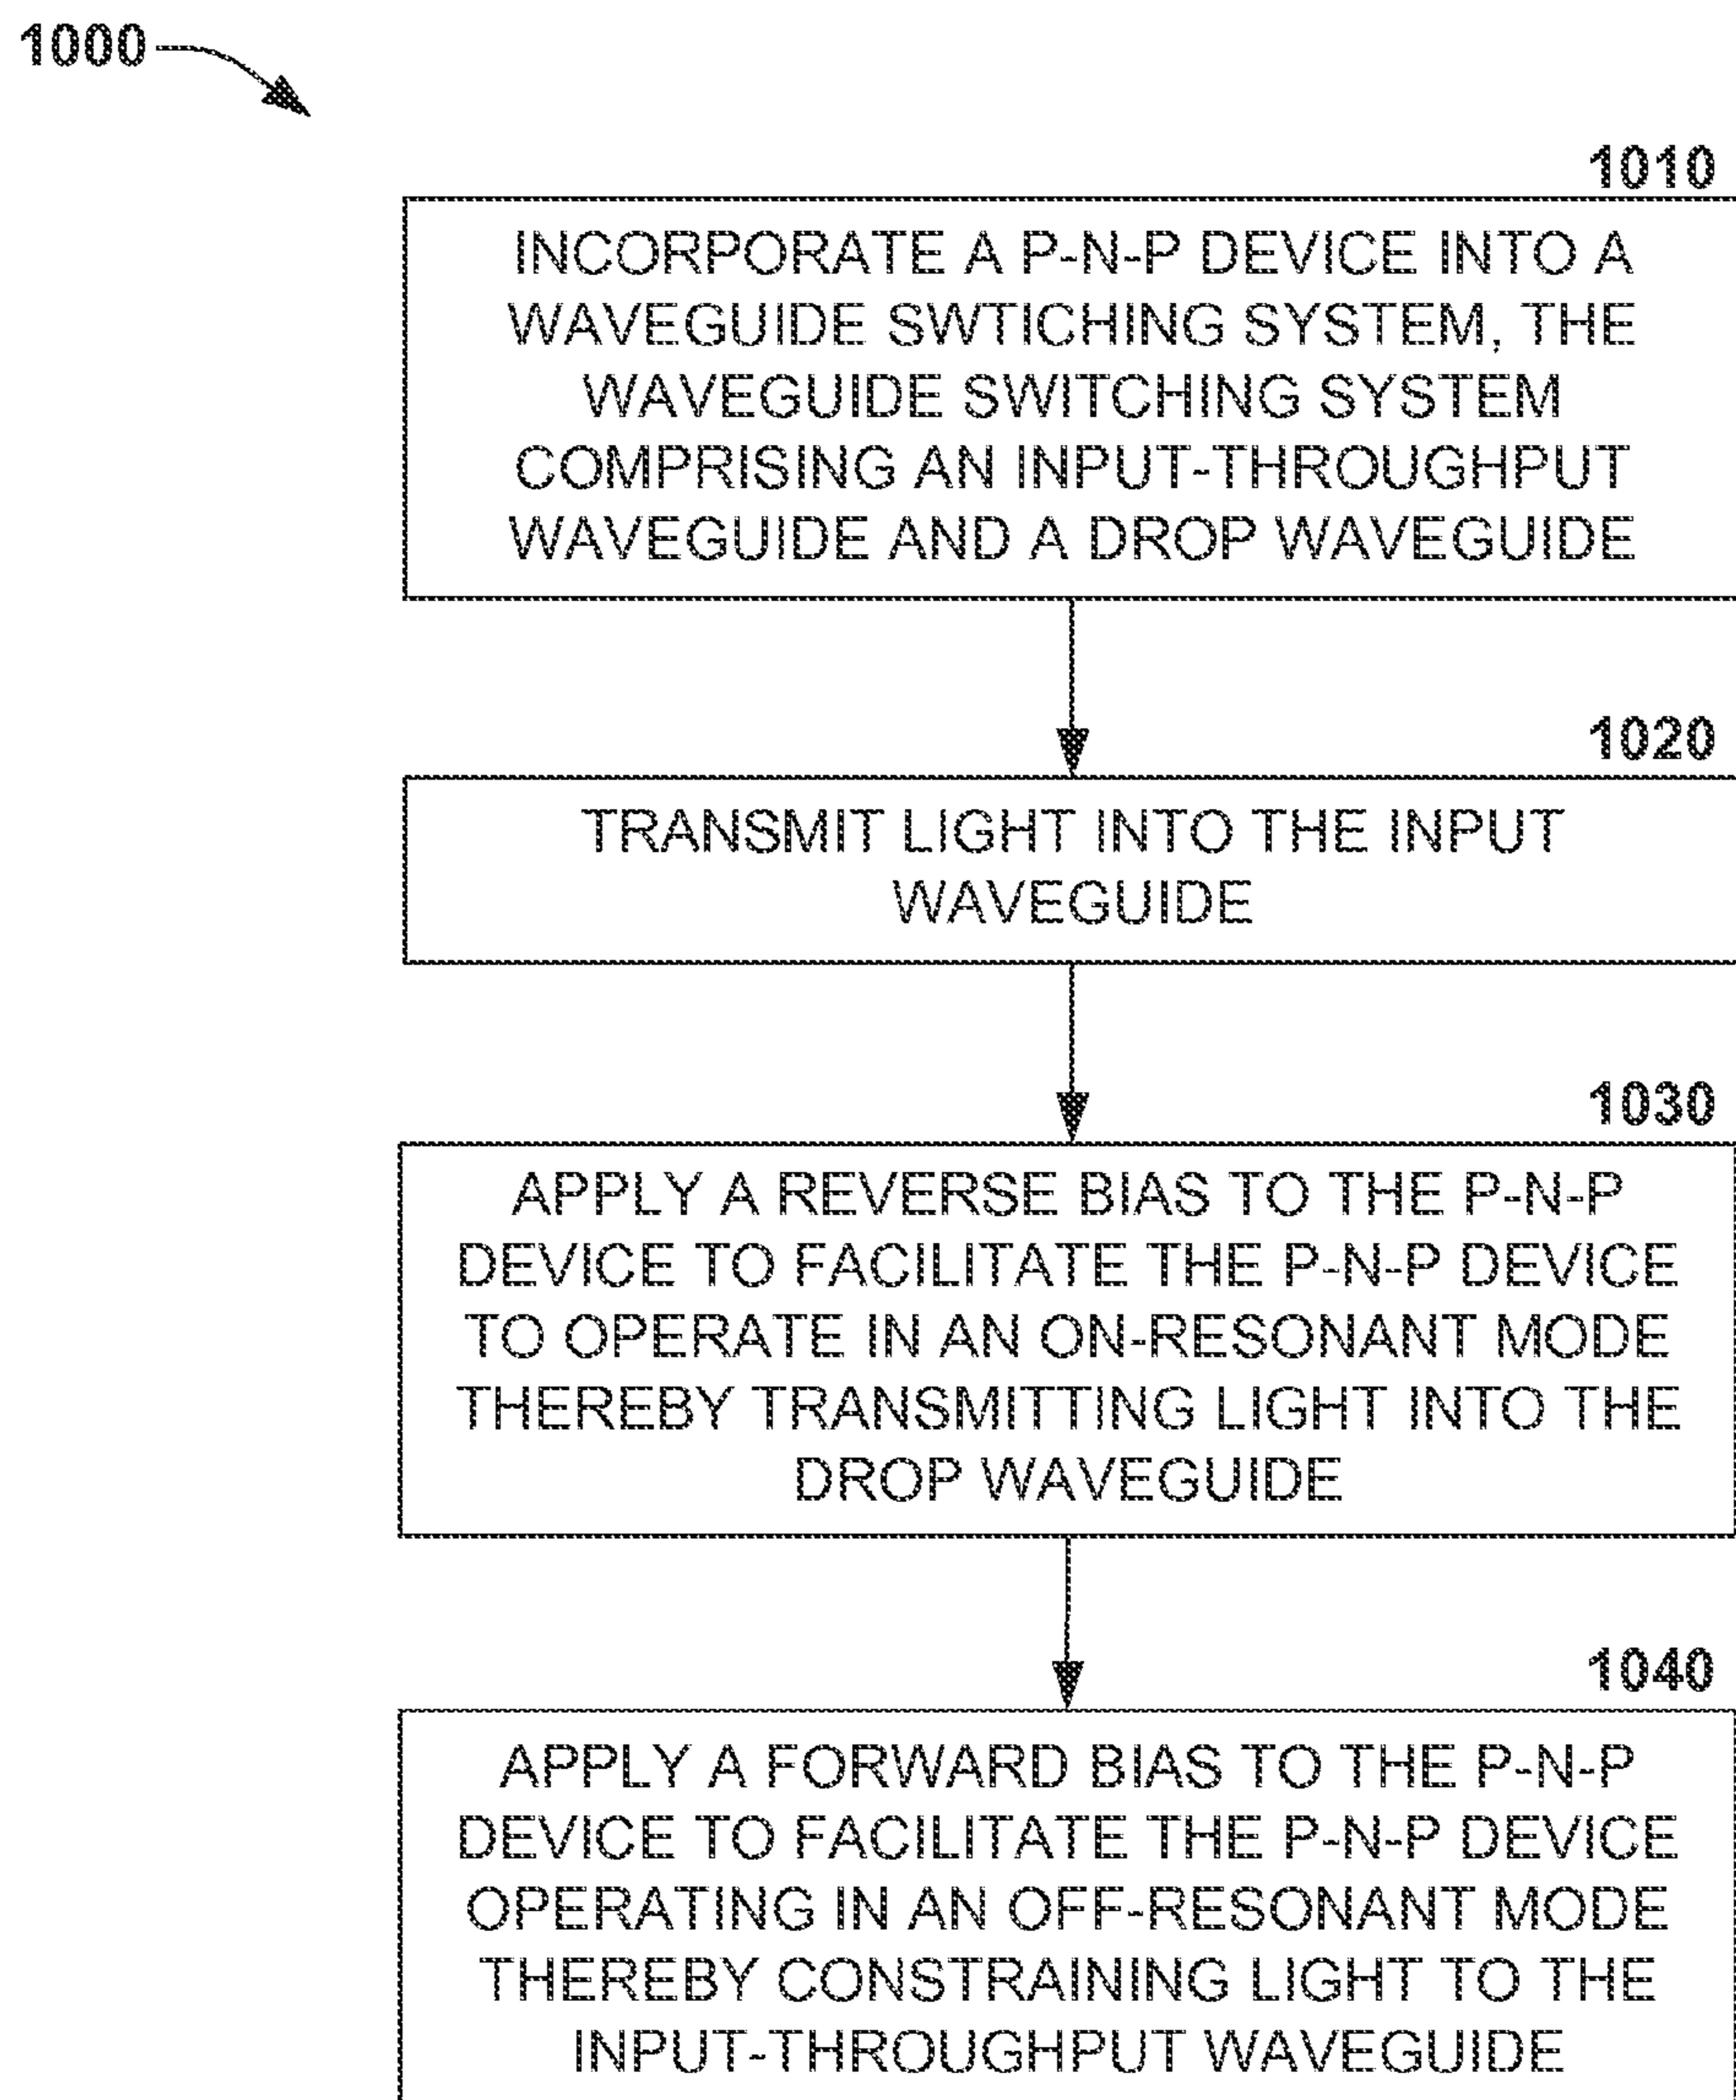 1000
1010
INCORPORATE A P-N-P DEVICE INTO A
WAVEGUIDE SWTICHING SYSTEM, THE
WAVEGUIDE SWITCHING SYSTEM
COMPRISING AN INPUT-THROUGHPUT
WAVEGUIDE AND A DROP WAVEGUIDE
1020
TRANSMIT LIGHT INTO THE INPUT
WAVEGUIDE
1030
APPLY A REVERSE BIAS TO THE P-N-P
DEVICE TO FACILITATE THE P-N-P DEVICE
TO OPERATE IN AN ON-RESONANT MODE
THEREBY TRANSMITTING LIGHT INTO THE
DROP WAVEGUIDE
1040
APPLY A FORWARD BIAS TO THE P-N-P
DEVICE TO FACILITATE THE P-N-P DEVICE
OPERATING IN AN OFF-RESONANT MODE
THEREBY CONSTRAINING LIGHT TO THE
INPUT-THROUGHPUT WAVEGUIDE